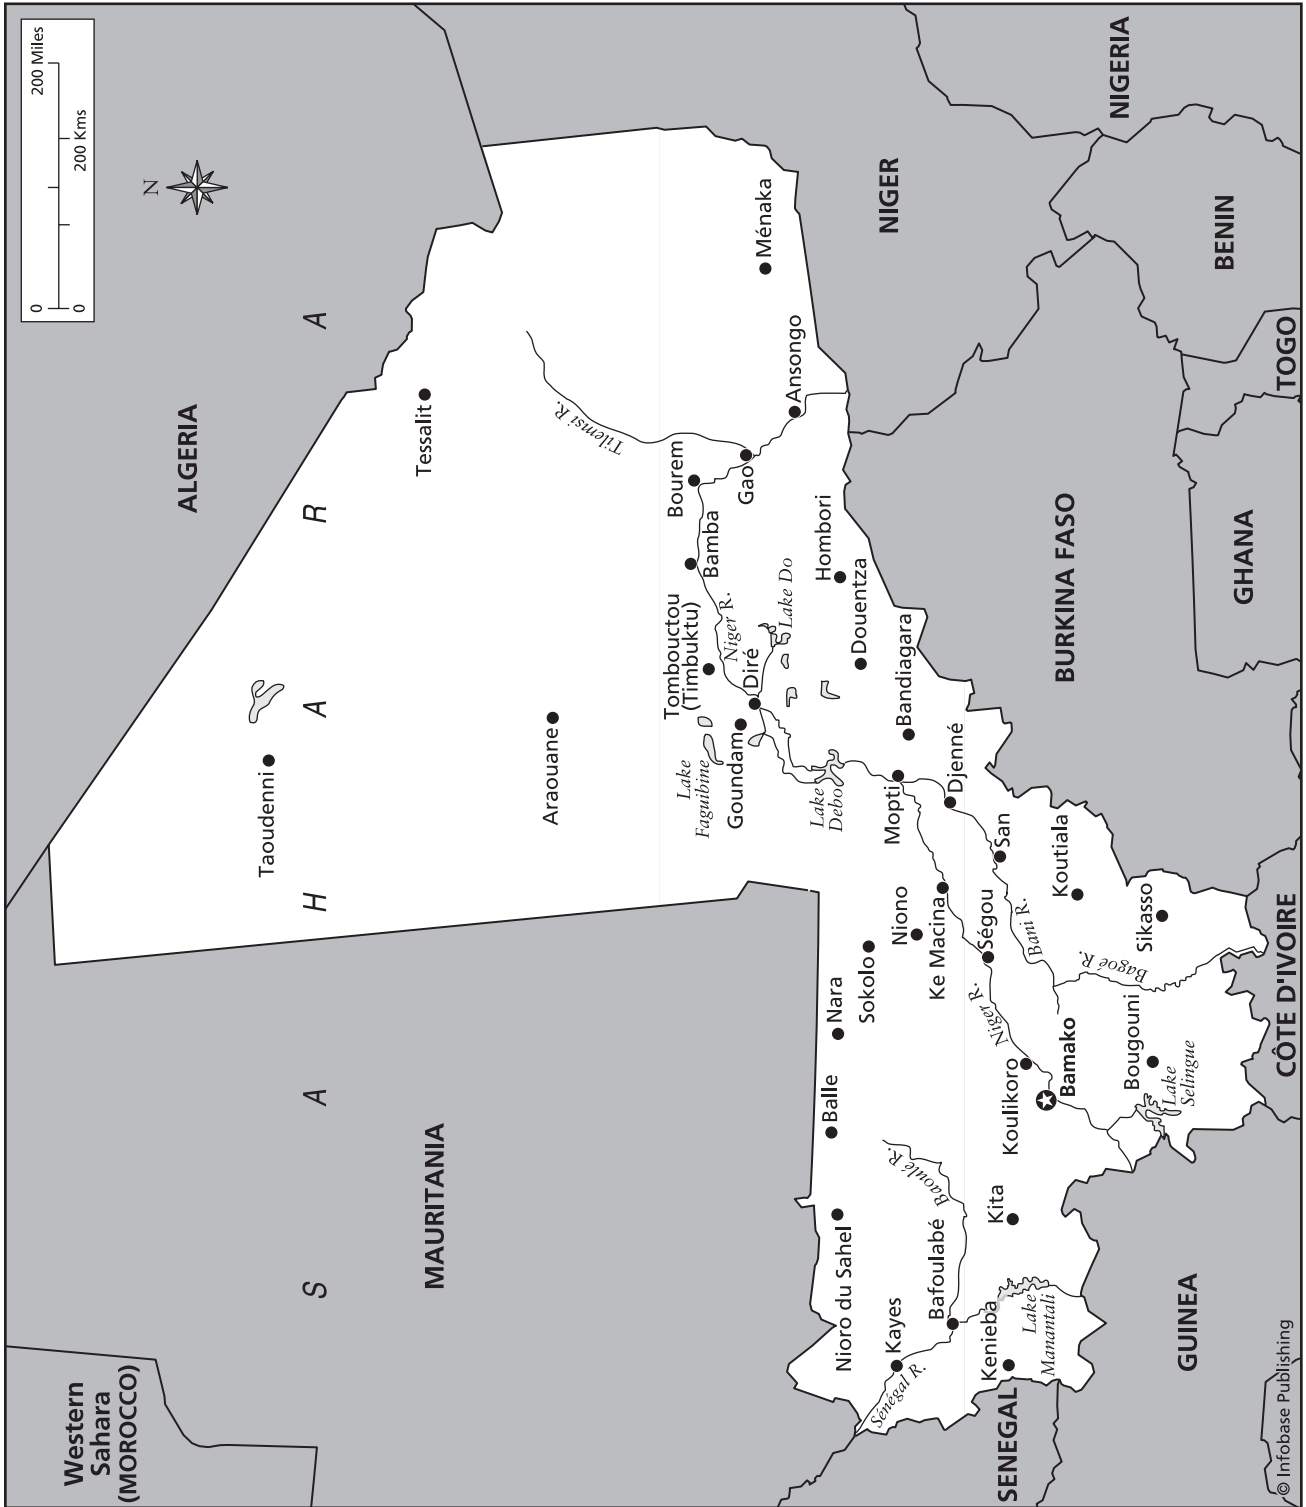 Western
Sahara
(MOROCCO)
MAURITANIA
ALGERIA
S A H A R A
N
0
200 Miles
0
200 Kms
Taoudenni
Tessalit
Araouane
Tilemsi R.
Lake
Faguibine
Tombouctou
(Timbuktu)
Bamba
Bourem
Goundam
Diré
Niger R.
Gao
Ménaka
Lake Do
Ansongo
Lake
Debo
Hombori
Douentza
NIGER
Nioro du Sahel
Balle
Nara
Sokolo
Niono
Mopti
Bandiagara
Kayes
Sénégal R.
Baoulé R.
Bafoulabé
Ke Macina
Djenné
Kenieba
Lake
Manantali
Kita
Koulikoro
Niger R.
Ségou
San
Bani R.
Bamako
Koutiala
Bagoé R.
Bougouni
Sikasso
Lake
Selingue
SENEGAL
GUINEA
CÔTE D'IVOIRE
BURKINA FASO
GHANA
TOGO
BENIN
NIGERIA
© Infobase Publishing